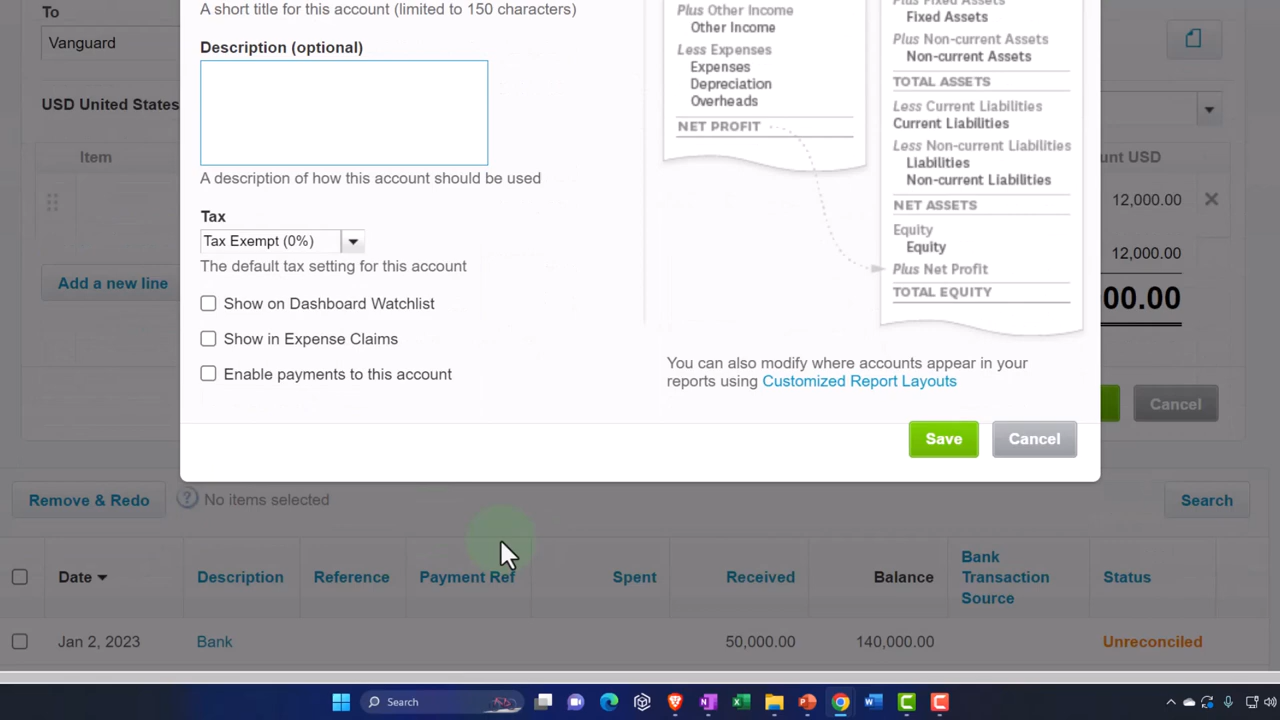 To
Vanguard
USD United States
Item
Add a new line
A short title for this account (limited to 150 characters)
Description (optional)
A description of how this account should be used
Tax
Tax Exempt (0%)
The default tax setting for this account
Show on Dashboard Watchlist
Show in Expense Claims
Enable payments to this account
Plus Other Income
Other Income
Less Expenses
Expenses
Depreciation
Overheads
NET PROFIT
Fixed Assets
Plus Non-current Assets
Non-current Assets
TOTAL ASSETS
Less Current Liabilities
Current Liabilities
Less Non-current Liabilities
Liabilities
Non-current Liabilities
NET ASSETS
Equity
Equity
Plus Net Profit
TOTAL EQUITY
You can also modify where accounts appear in your
reports using Customized Report Layouts
Save Cancel
unt USD
12,000.00
12,000.00
00.00
Cancel
Remove & Redo ? No items selected Search
Date Description Reference Payment Ref Spent Received Balance Bank Transaction Source Status
Jan 2, 2023 Bank 50,000.00 140,000.00 Unreconciled
Search